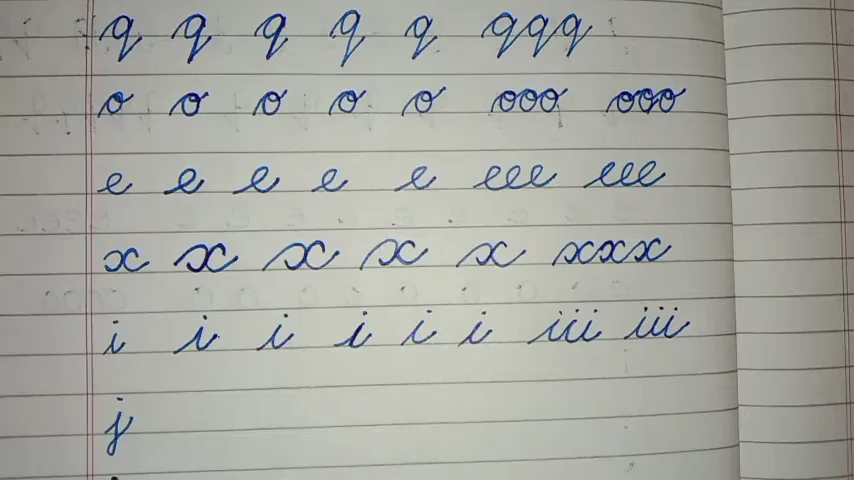 q q q q q qqq
o o o o o ooo ooo
e e e e e eee eee
x x x x x xxx
i i i i i i iii iii
j